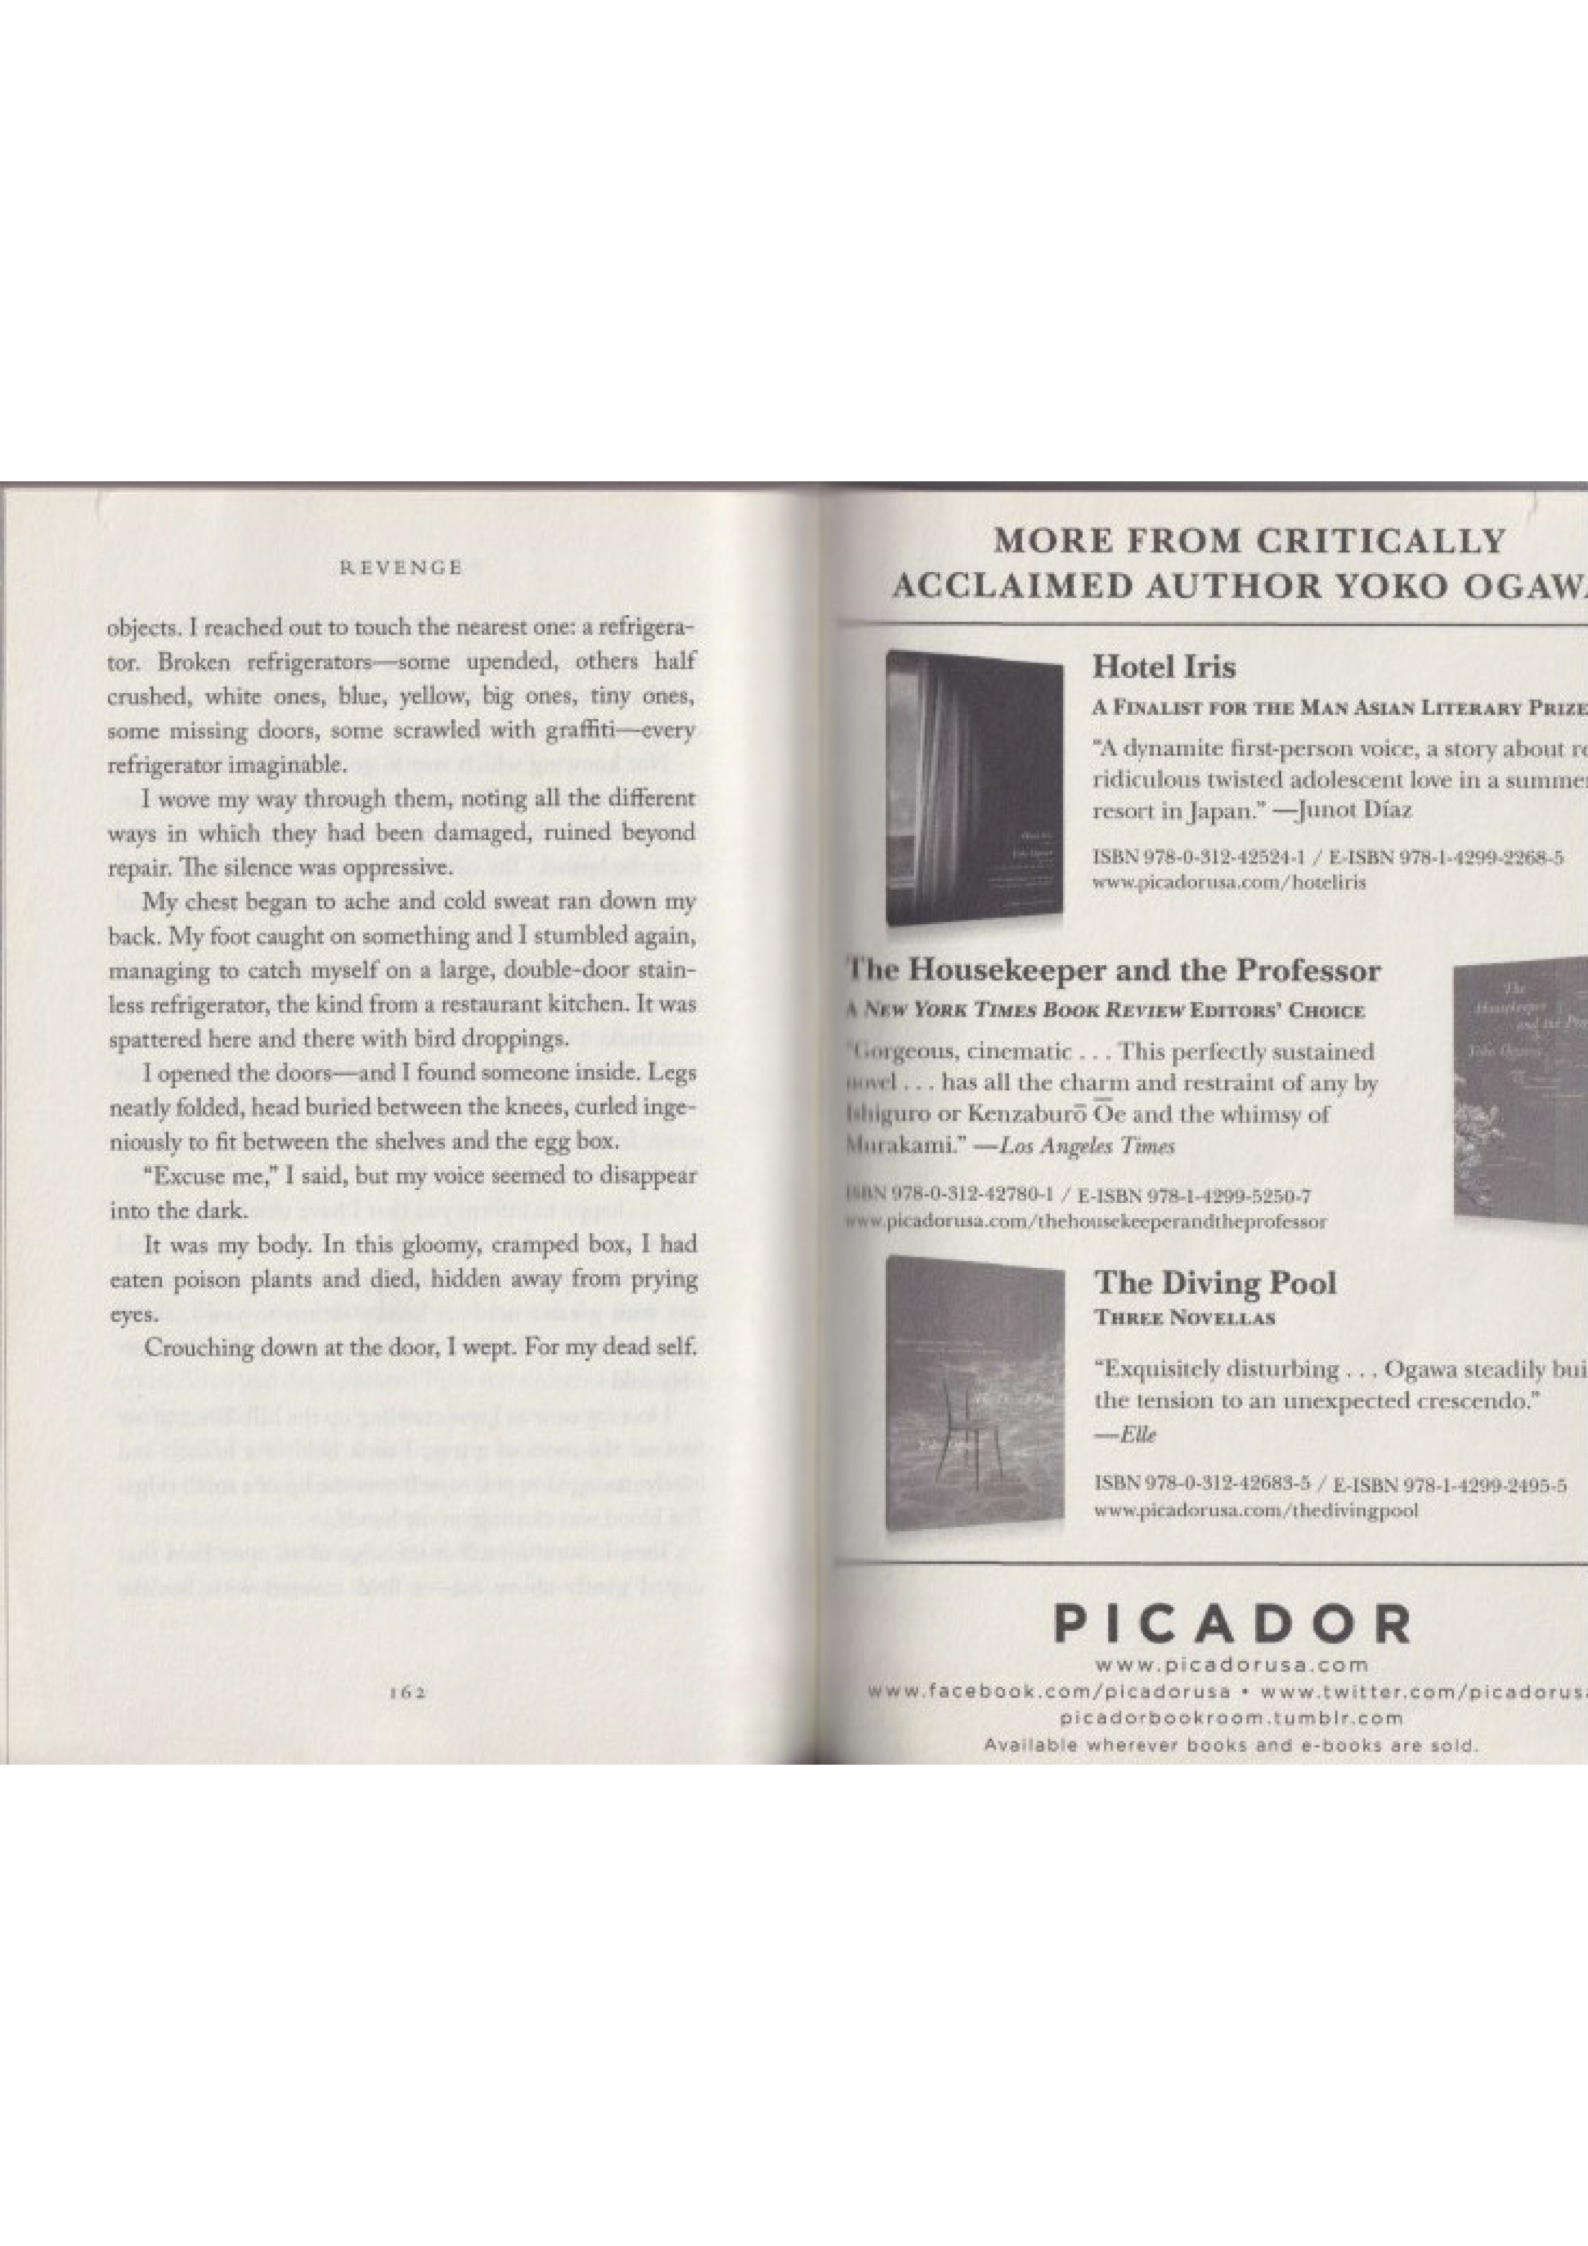 REVENGE
objects. I reached out to touch the nearest one: a refrigera-
tor. Broken refrigerators—some upended, others half
crushed, white ones, blue, yellow, big ones, tiny ones,
some missing doors, some scrawled with graffiti—every
refrigerator imaginable.
I wove my way through them, noting all the different
ways in which they had been damaged, ruined beyond
repair. The silence was oppressive.
My chest began to ache and cold sweat ran down my
back. My foot caught on something and I stumbled again,
managing to catch myself on a large, double-door stain-
less refrigerator, the kind from a restaurant kitchen. It was
spattered here and there with bird droppings.
I opened the doors—and I found someone inside. Legs
neatly folded, head buried between the knees, curled inge-
niously to fit between the shelves and the egg box.
“Excuse me,” I said, but my voice seemed to disappear
into the dark.
It was my body. In this gloomy, cramped box, I had
eaten poison plants and died, hidden away from prying
eyes.
Crouching down at the door, I wept. For my dead self.
162
MORE FROM CRITICALLY
ACCLAIMED AUTHOR YOKO OGAWA
Hotel Iris
A FINALIST FOR THE MAN ASIAN LITERARY PRIZE
“A dynamite first-person voice, a story about
ridiculous twisted adolescent love in a summer
resort in Japan.” —Junot Díaz
ISBN 978-0-312-42524-1 / E-ISBN 978-1-4299-2268-5
www.picadorusa.com/hoteliris
The Housekeeper and the Professor
A NEW YORK TIMES BOOK REVIEW EDITORS’ CHOICE
“Gorgeous, cinematic . . . This perfectly sustained
novel . . . has all the charm and restraint of any by
Ishiguro or Kenzaburō Ōe and the whimsy of
Murakami.” —Los Angeles Times
ISBN 978-0-312-42780-1 / E-ISBN 978-1-4299-5250-7
www.picadorusa.com/thehousekeeperandtheprofessor
The
Housekeeper
and the Pro
Yoko Ogawa
The Diving Pool
THREE NOVELLAS
“Exquisitely disturbing . . . Ogawa steadily bui
the tension to an unexpected crescendo.”
—Elle
ISBN 978-0-312-42683-5 / E-ISBN 978-1-4299-2495-5
www.picadorusa.com/thedivingpool
PICADOR
www.picadorusa.com
www.facebook.com/picadorusa • www.twitter.com/picadorusa
picadorbookroom.tumblr.com
Available wherever books and e-books are sold.